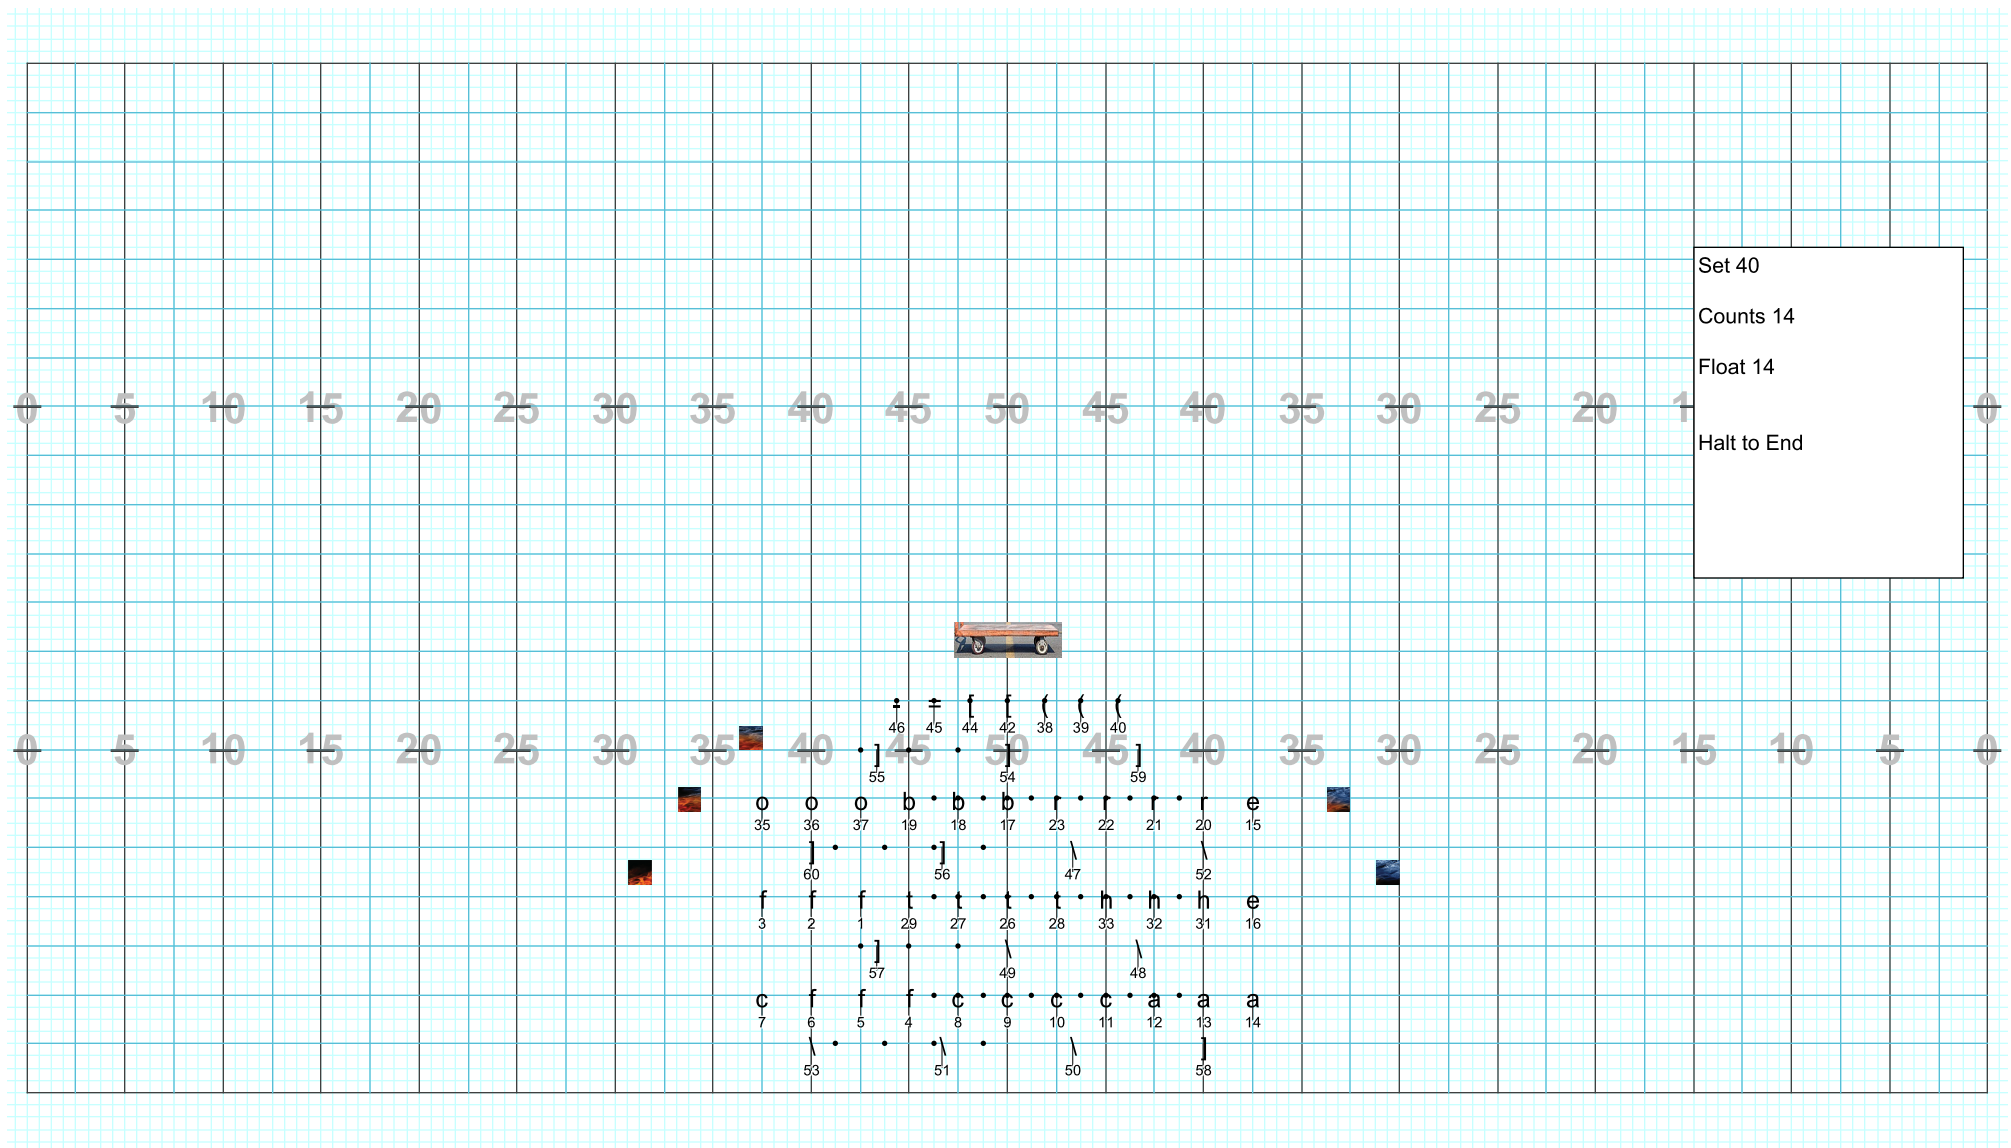 Set 40
Counts 14
Float 14
0 5 10 15 20 25 30 35 40 45 50 45 40 35 30 25 20 1 0
Halt to End
= = [ [ ( ( (
46 45 44 42 38 39 40
0 5 10 15 20 25 30 35 40 45 50 45 40 35 30 25 20 15 10 5 0
] ] ]
55 54 59
o o o b b b r r r r e
35 36 37 19 18 17 23 22 21 20 15
] ] \ \
60 56 47 52
f f f t t t t h h h e
3 2 1 29 27 26 28 33 32 31 16
] \ \
57 49 48
c f f f c c c c a a a
7 6 5 4 8 9 10 11 12 13 14
\ \ \ ]
53 51 50 58